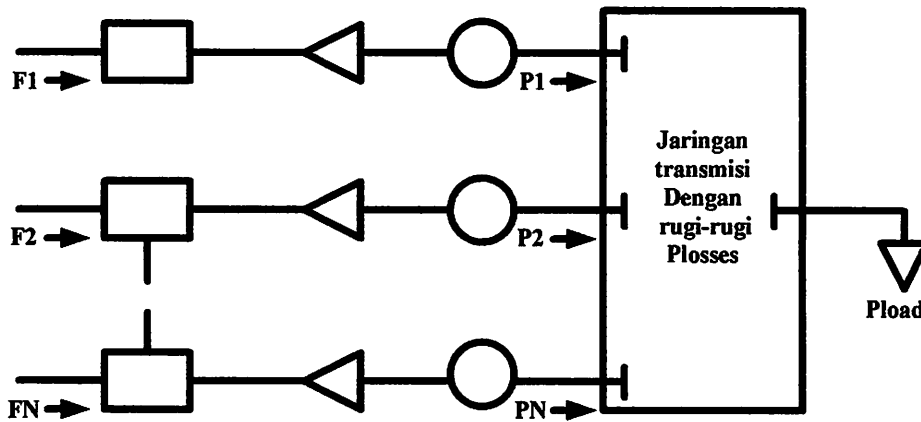 F1
P1
Jaringan
transmisi
Dengan
rugi-rugi
Plosses
F2
P2
Pload
FN
PN